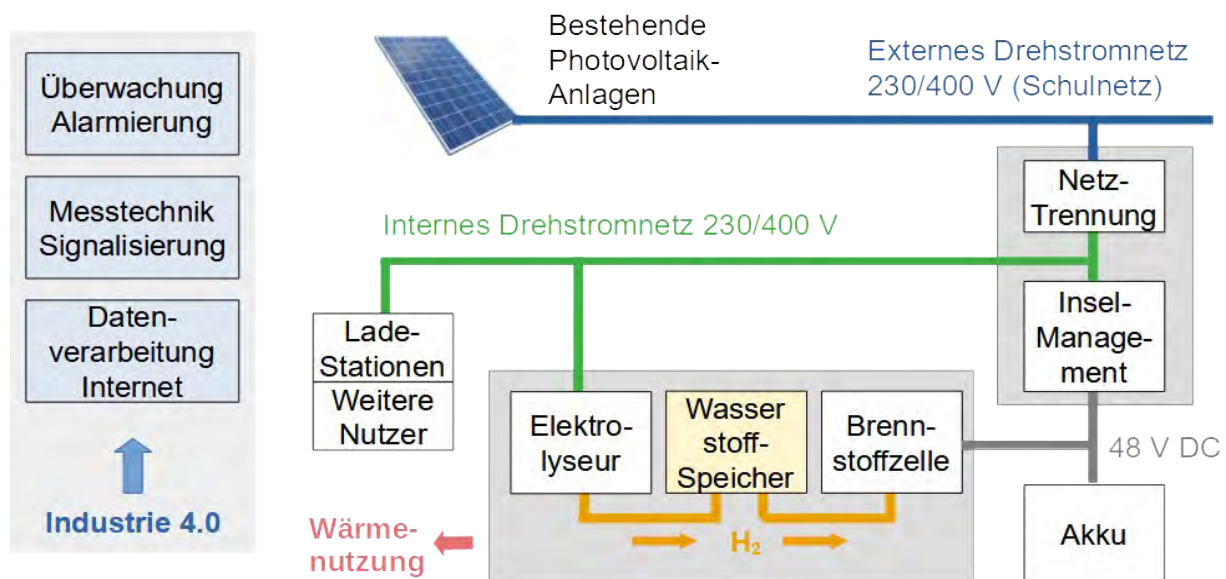 Überwachung
Alarmierung
Messtechnik
Signalisierung
Daten-
verarbeitung
Internet
Industrie 4.0
Bestehende
Photovoltaik-
Anlagen
Externes Drehstromnetz
230/400 V (Schulnetz)
Netz-
Trennung
Internes Drehstromnetz 230/400 V
Insel-
Manage-
ment
Lade-
Stationen
Weitere
Nutzer
Elektro-
lyseur
Wasser
stoff-
Speicher
Brenn-
stoffzelle
48 V DC
Akku
Wärme-
nutzung
H₂